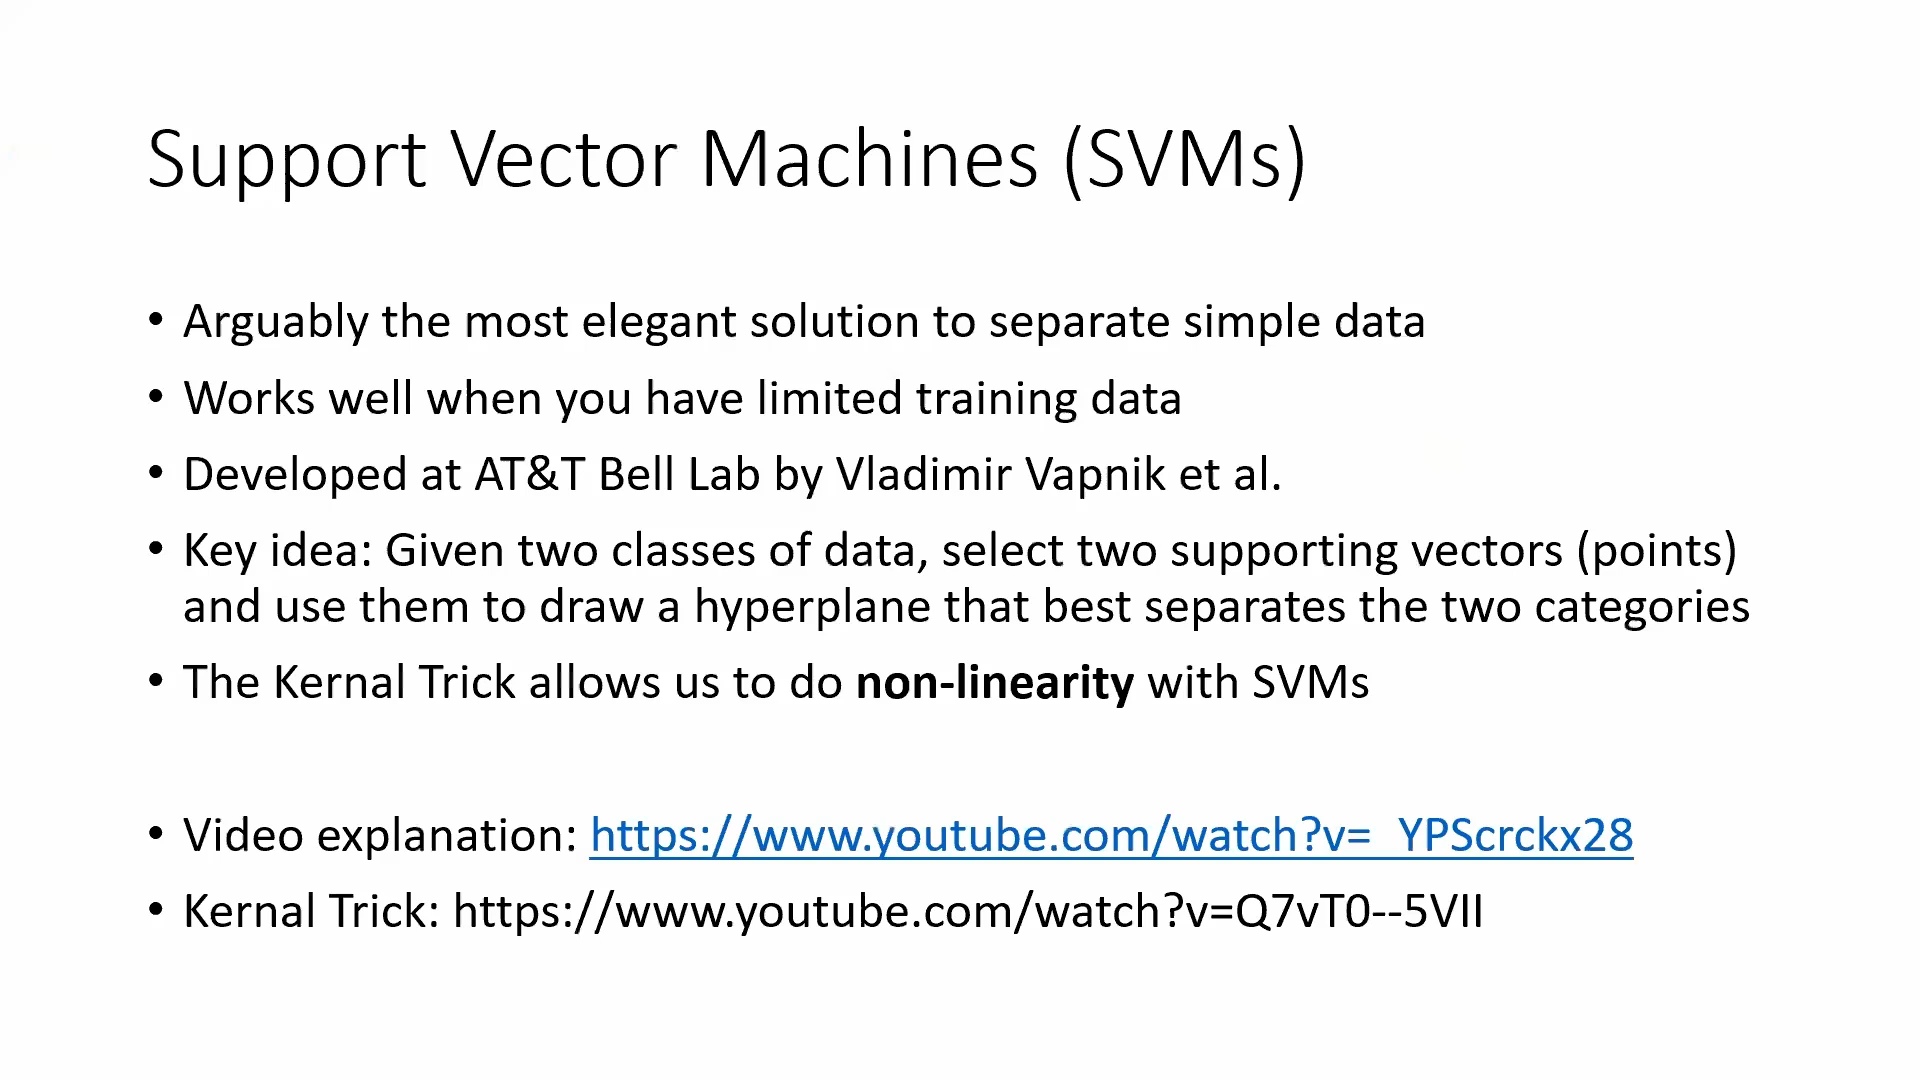 Support Vector Machines (SVMs)
• Arguably the most elegant solution to separate simple data
• Works well when you have limited training data
• Developed at AT&T Bell Lab by Vladimir Vapnik et al.
• Key idea: Given two classes of data, select two supporting vectors (points)
and use them to draw a hyperplane that best separates the two categories
• The Kernal Trick allows us to do non-linearity with SVMs
• Video explanation: https://www.youtube.com/watch?v=_YPScrckx28
• Kernal Trick: https://www.youtube.com/watch?v=Q7vT0--5VII